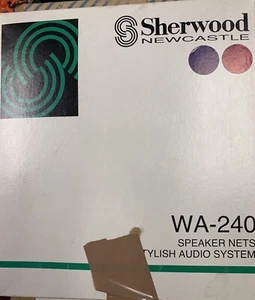 Sherwood
NEWCASTLE
WA-240
SPEAKER NETS
TYLISH AUDIO SYSTEM